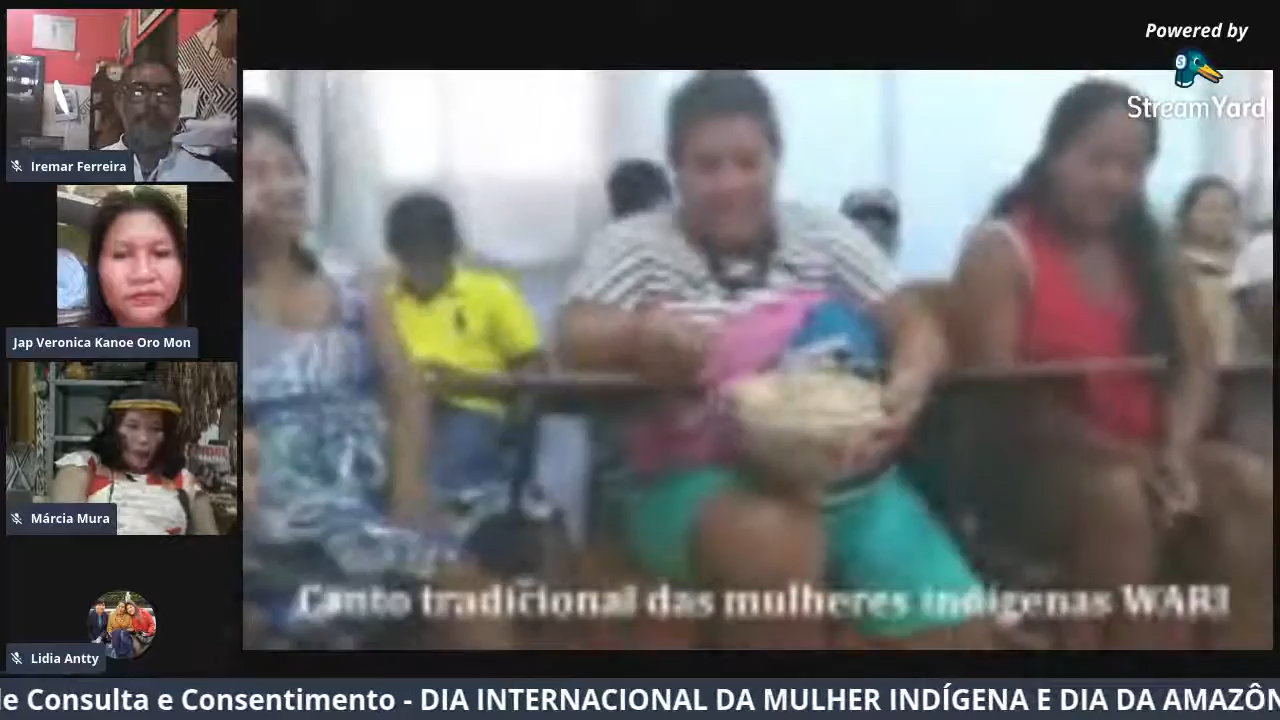 Powered by
StreamYard
Iremar Ferreira
Jap Veronica Kanoe Oro Mon
Márcia Mura
Lidia Antty
Canto tradicional das mulheres indígenas WARI
e Consulta e Consentimento - DIA INTERNACIONAL DA MULHER INDÍGENA E DIA DA AMAZÔN